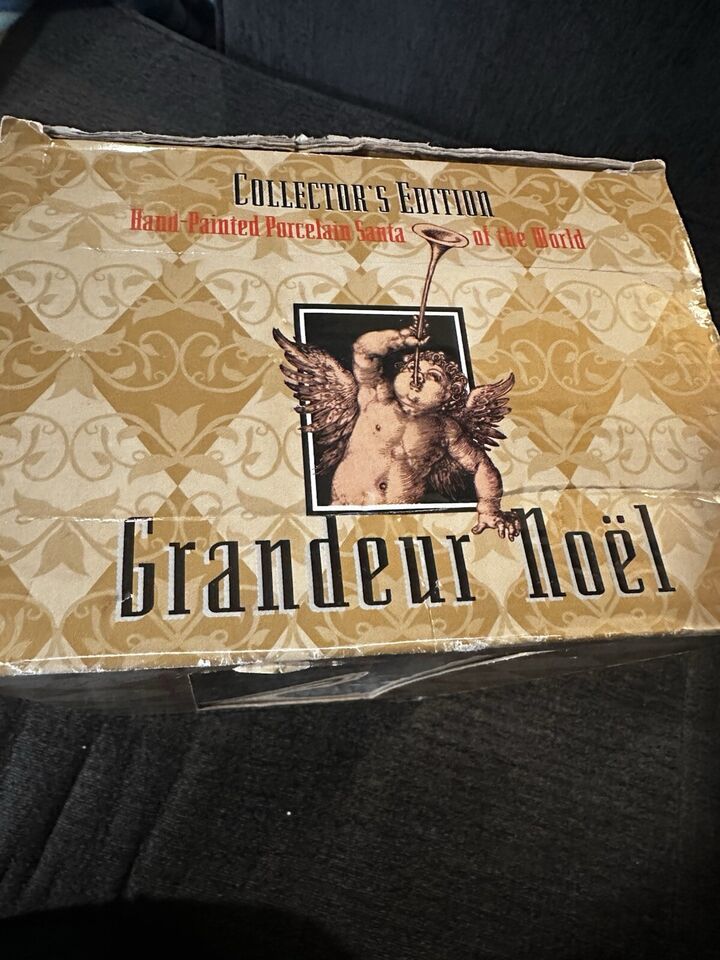 COLLECTOR'S EDITION
Hand-Painted Porcelain Santa of the World
Grandeur Noël